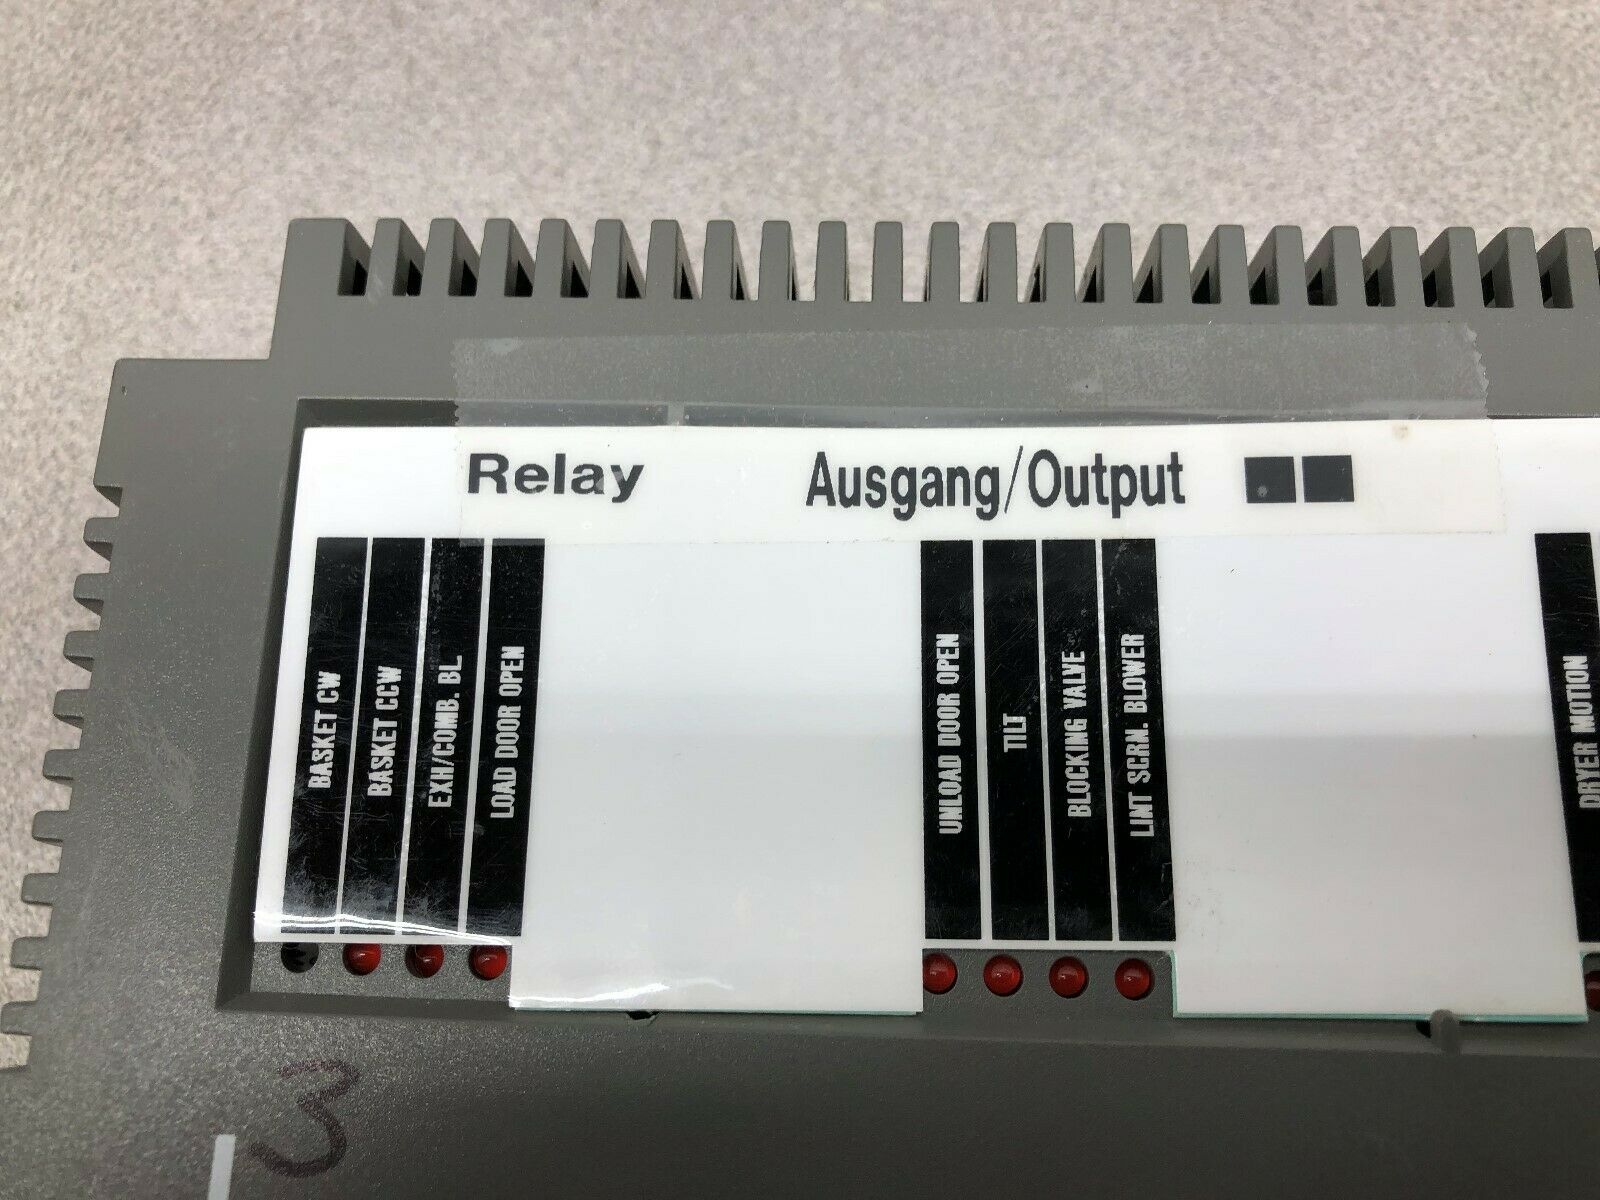 Relay Ausgang/Output
BASKET CW
BASKET CCW
EXH/COMB. BL.
LOAD DOOR OPEN
UNLOAD DOOR OPEN
TILT
BLOCKING VALVE
LINT SCRN. BLOWER
DRYER MOTION
3